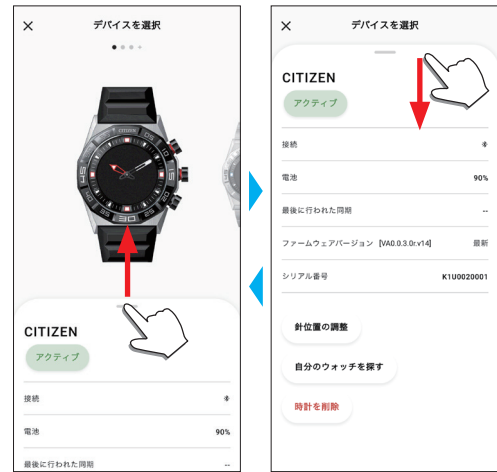 デバイスを選択
CITIZEN
アクティブ
接続
電池 90%
最後に行われた同期 --
デバイスを選択
CITIZEN
アクティブ
接続
電池 90%
最後に行われた同期 --
ファームウェアバージョン [VA0.0.3.0r.v14] 最新
シリアル番号 K1U0020001
針位置の調整
自分のウォッチを探す
時計を削除